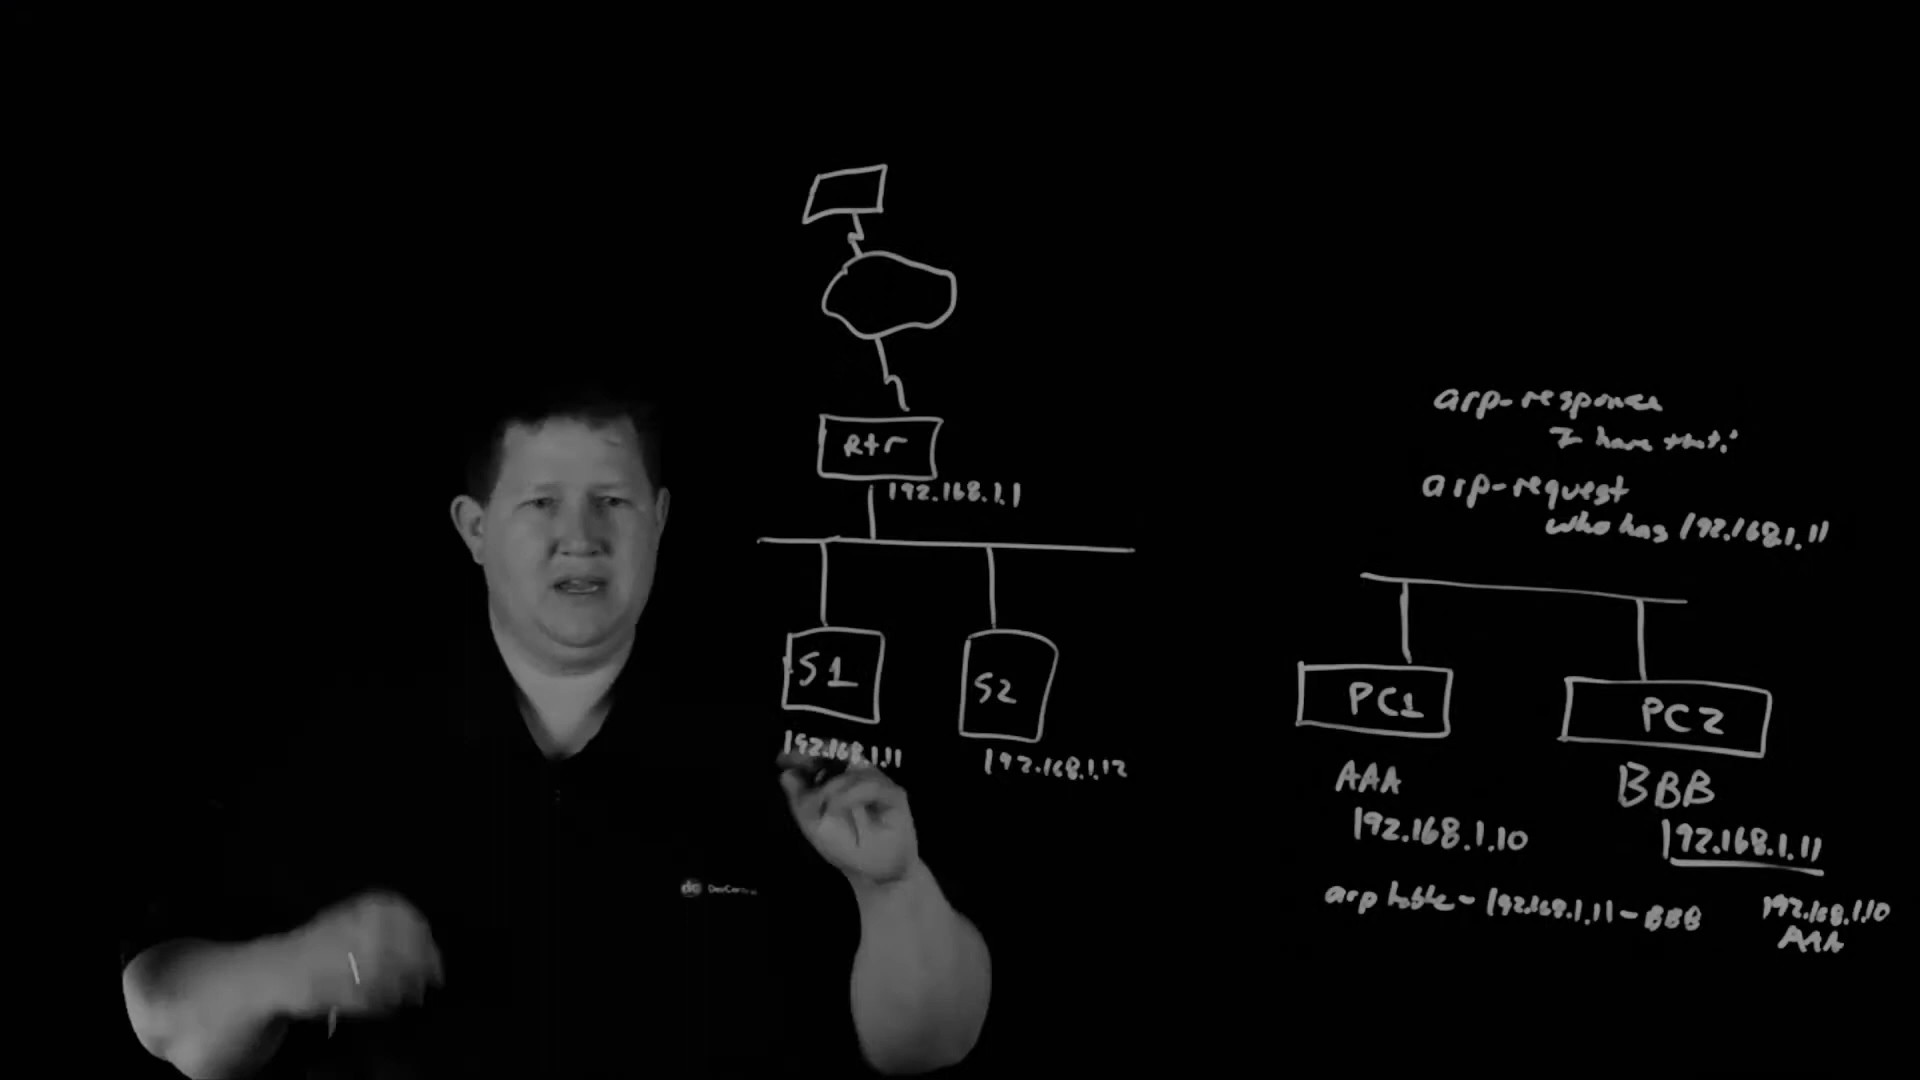 Rtr
192.168.1.1
S1
S2
192.168.1.11
192.168.1.12
arp-response
I have that.
arp-request
who has 192.168.1.11
PC1
PC2
AAA
192.168.1.10
BBB
192.168.1.11
arp table - 192.168.1.11 - BBB
192.168.1.10
AAA
dc DevCentral